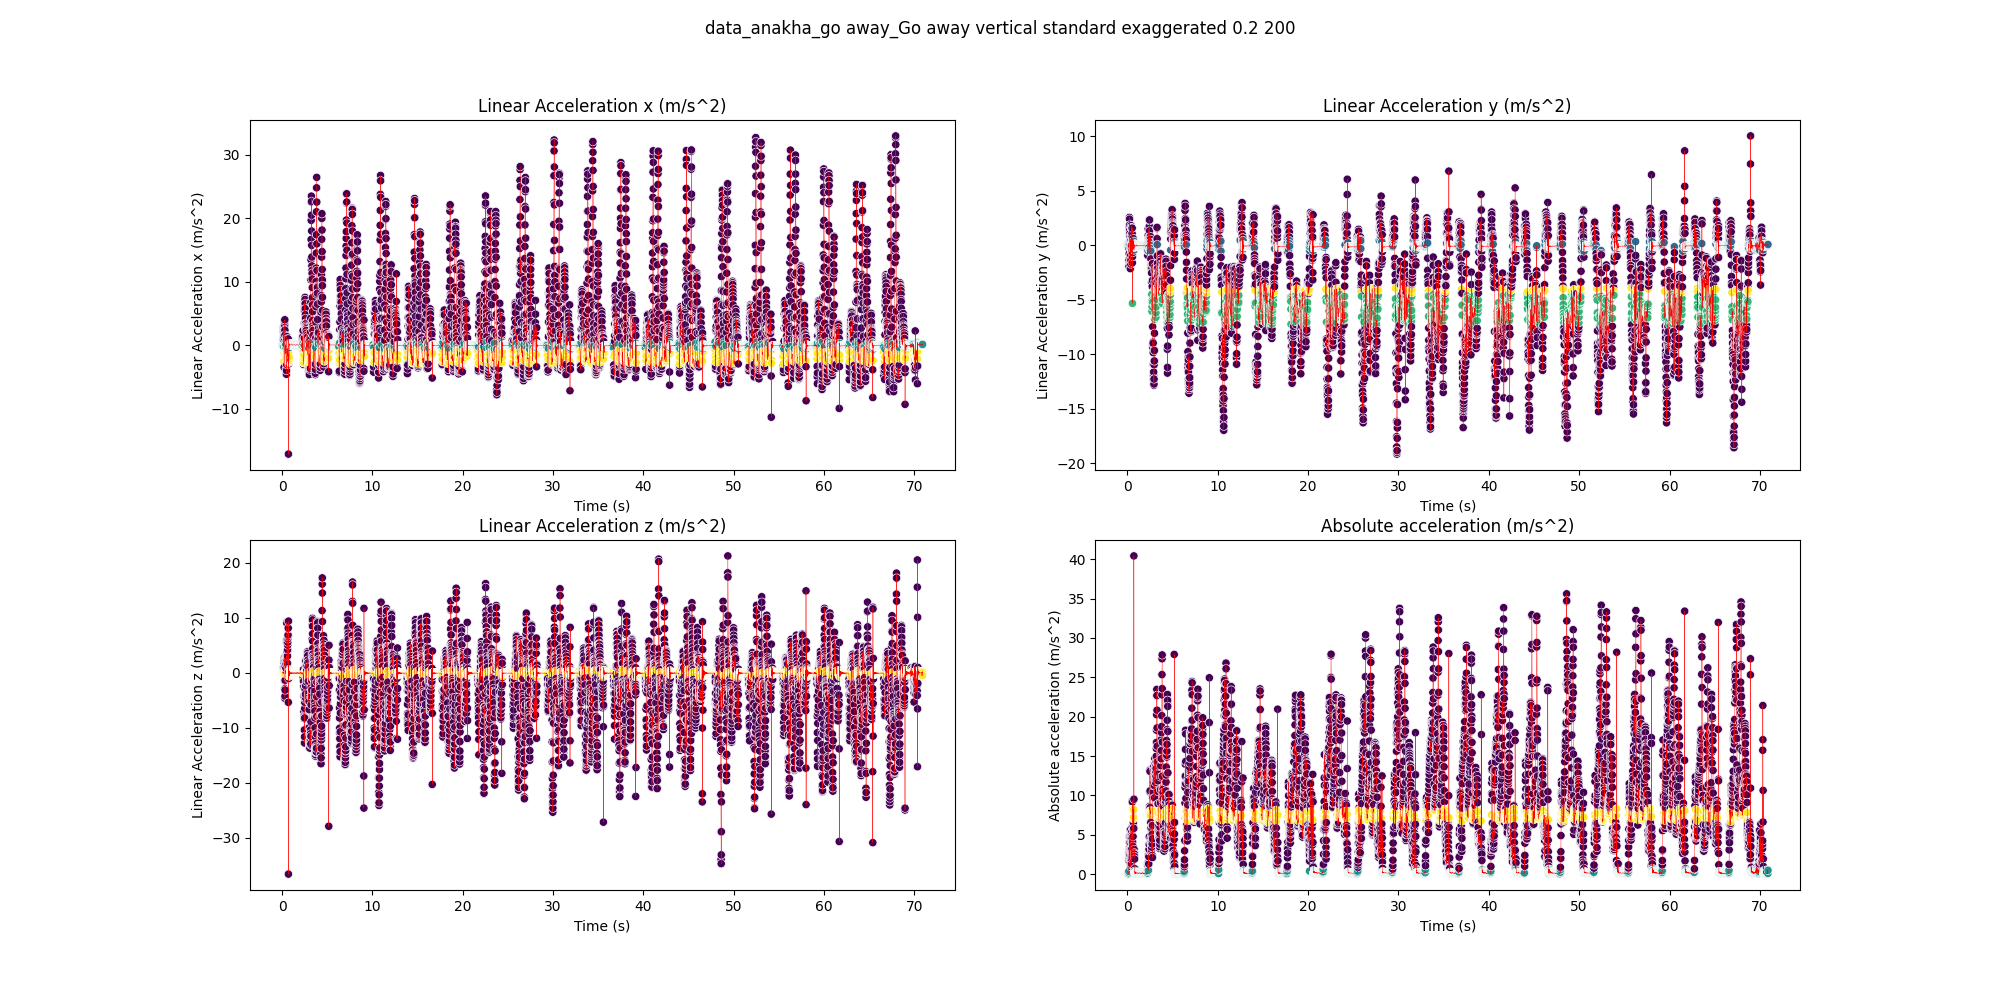 data_anakha_go away_Go away vertical standard exaggerated 0.2 200
Linear Acceleration x (m/s^2)
Linear Acceleration x (m/s^2)
30
20
10
0
−10
0 10 20 30 40 50 60 70
Time (s)
Linear Acceleration y (m/s^2)
Linear Acceleration y (m/s^2)
10
5
0
−5
−10
−15
−20
0 10 20 30 40 50 60 70
Time (s)
Linear Acceleration z (m/s^2)
Linear Acceleration z (m/s^2)
20
10
0
−10
−20
−30
0 10 20 30 40 50 60 70
Time (s)
Absolute acceleration (m/s^2)
Absolute acceleration (m/s^2)
40
35
30
25
20
15
10
5
0
0 10 20 30 40 50 60 70
Time (s)